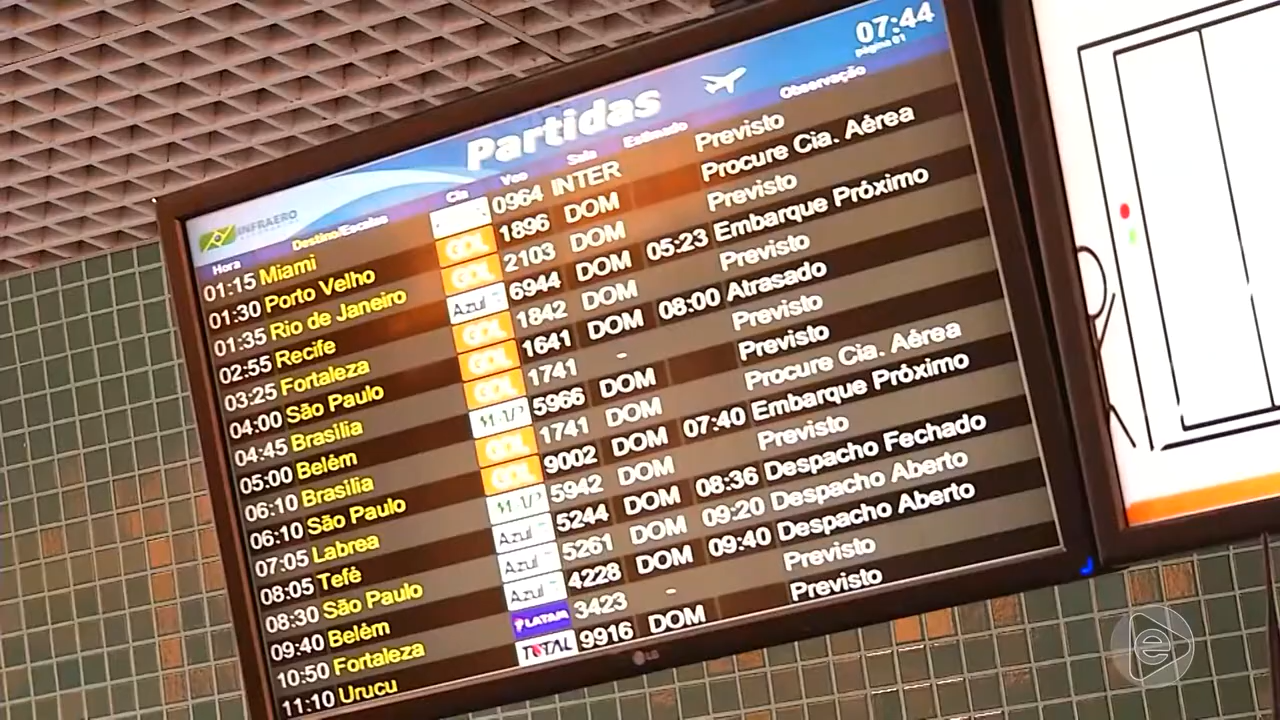 07:44
página 01
Partidas
INFRAERO
AEROPORTOS
Hora Destino/Escalas Cia Voo Sala Estimado Observação
01:15 Miami 0964 INTER Previsto
01:30 Porto Velho GOL 1896 DOM Procure Cia. Aérea
01:35 Rio de Janeiro GOL 2103 DOM Previsto
02:55 Recife Azul 6944 DOM 05:23 Embarque Próximo
03:25 Fortaleza GOL 1842 DOM Previsto
04:00 São Paulo GOL 1641 DOM 08:00 Atrasado
04:45 Brasília GOL 1741 - Previsto
05:00 Belém 5966 DOM Previsto
06:10 Brasília GOL 1741 DOM Procure Cia. Aérea
06:10 São Paulo GOL 9002 DOM 07:40 Embarque Próximo
07:05 Labrea 5942 DOM Previsto
08:05 Tefé Azul 5244 DOM 08:36 Despacho Fechado
08:30 São Paulo Azul 5261 DOM 09:20 Despacho Aberto
09:40 Belém Azul 4228 DOM 09:40 Despacho Aberto
10:50 Fortaleza LATAM 3423 - Previsto
11:10 Urucu TOTAL 9916 DOM Previsto
LG
e